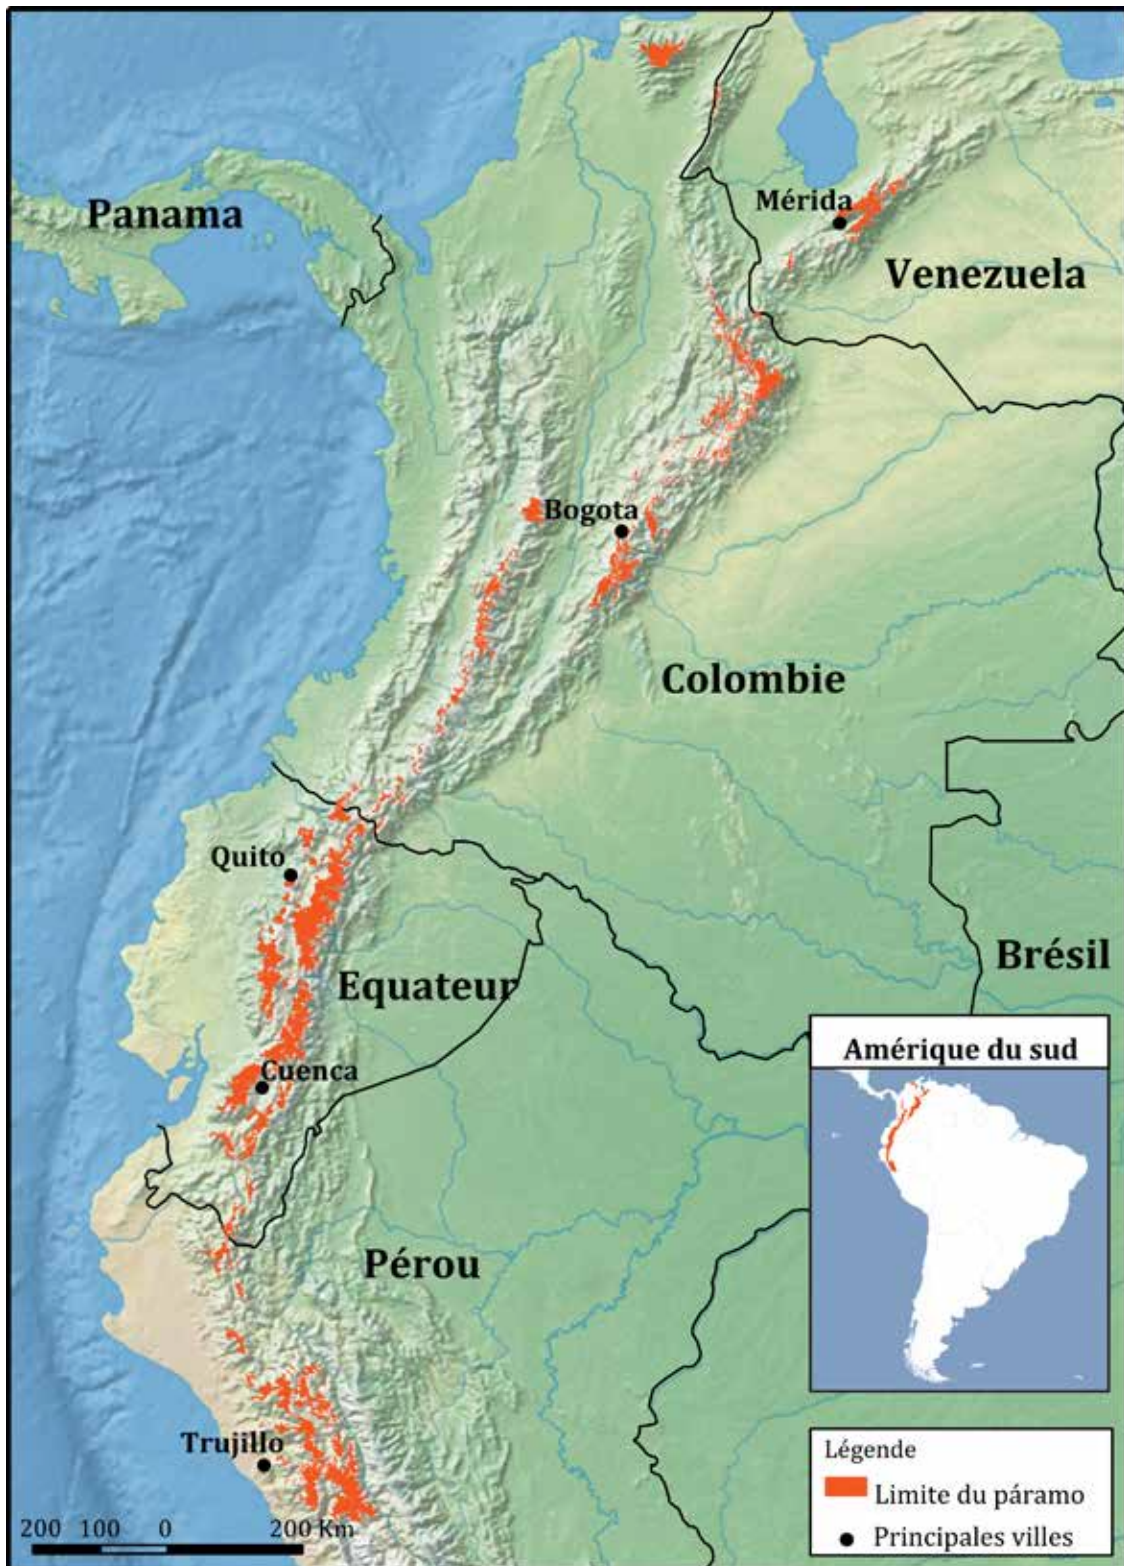 Panama
Mérida
Venezuela
Bogota
Colombie
Quito
Brésil
Equateur
Amérique du sud
Cuenca
Pérou
Trujillo
Légende
Limite du páramo
Principales villes
200 100 0 200 Km